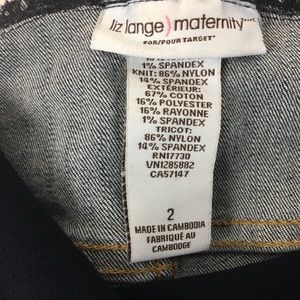 liz lange) maternity
FOR/POUR TARGET
1% SPANDEX
KNIT: 86% NYLON
14% SPANDEX
EXTÉRIEUR:
67% COTON
16% POLYESTER
16% RAYONNE
1% SPANDEX
TRICOT:
86% NYLON
14% SPANDEX
RN17730
VN1285882
CA57147
2
MADE IN CAMBODIA
FABRIQUÉ AU
CAMBODGE